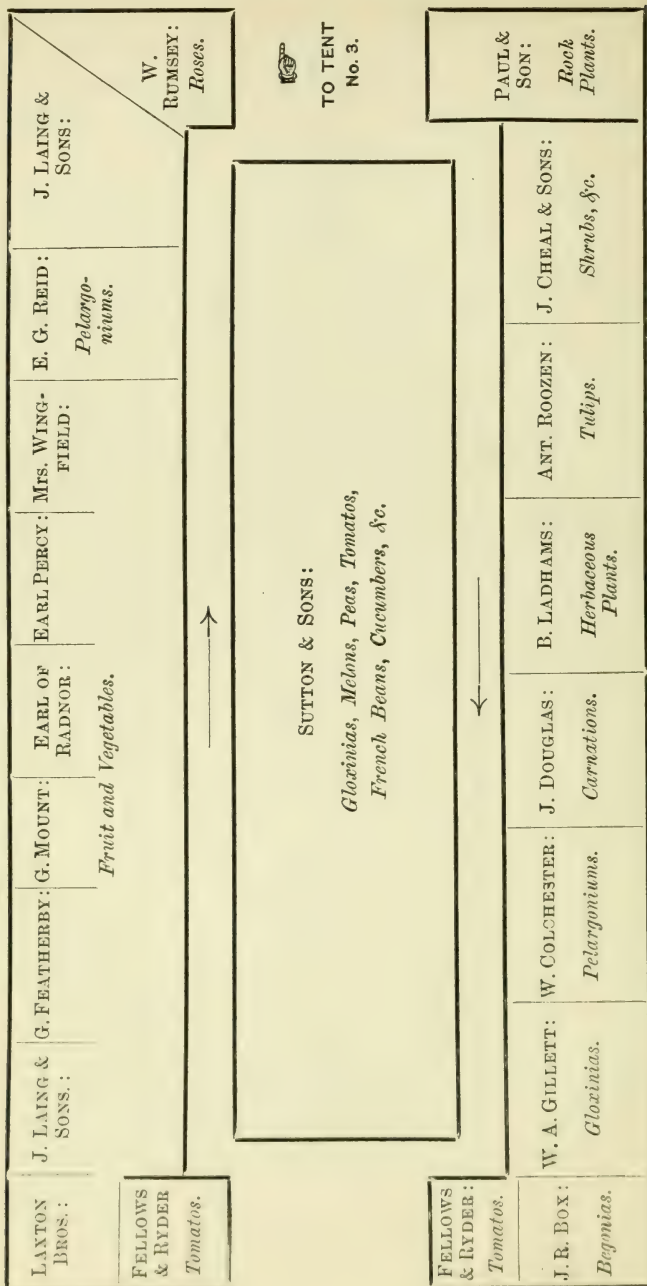 LAXTON
BROS.:
J. LAING &
SONS.:
G. FEATHERBY:
G. MOUNT:
EARL OF
RADNOR:
EARL PERCY:
Mrs. WING-
FIELD:
E. G. REID:
Pelargo-
niums.
J. LAING &
SONS:
Fruit and Vegetables.
W.
RUMSEY:
Roses.
FELLOWS
& RYDER
Tomatos.
SUTTON & SONS:
Gloxinias, Melons, Peas, Tomatos,
French Beans, Cucumbers, &c.
TO TENT
No. 3.
FELLOWS
& RYDER:
Tomatos.
J. R. BOX:
Begonias.
W. A. GILLETT:
Gloxinias.
W. COLCHESTER:
Pelargoniums.
J. DOUGLAS:
Carnations.
B. LADHAMS:
Herbaceous
Plants.
ANT. ROOZEN:
Tulips.
J. CHEAL & SONS:
Shrubs, &c.
PAUL &
SON:
Rock
Plants.